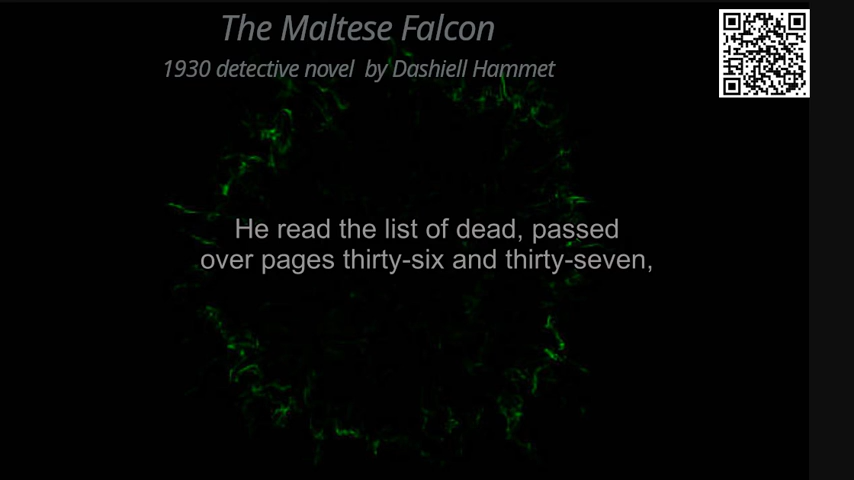 The Maltese Falcon
1930 detective novel by Dashiell Hammet
He read the list of dead, passed
over pages thirty-six and thirty-seven,